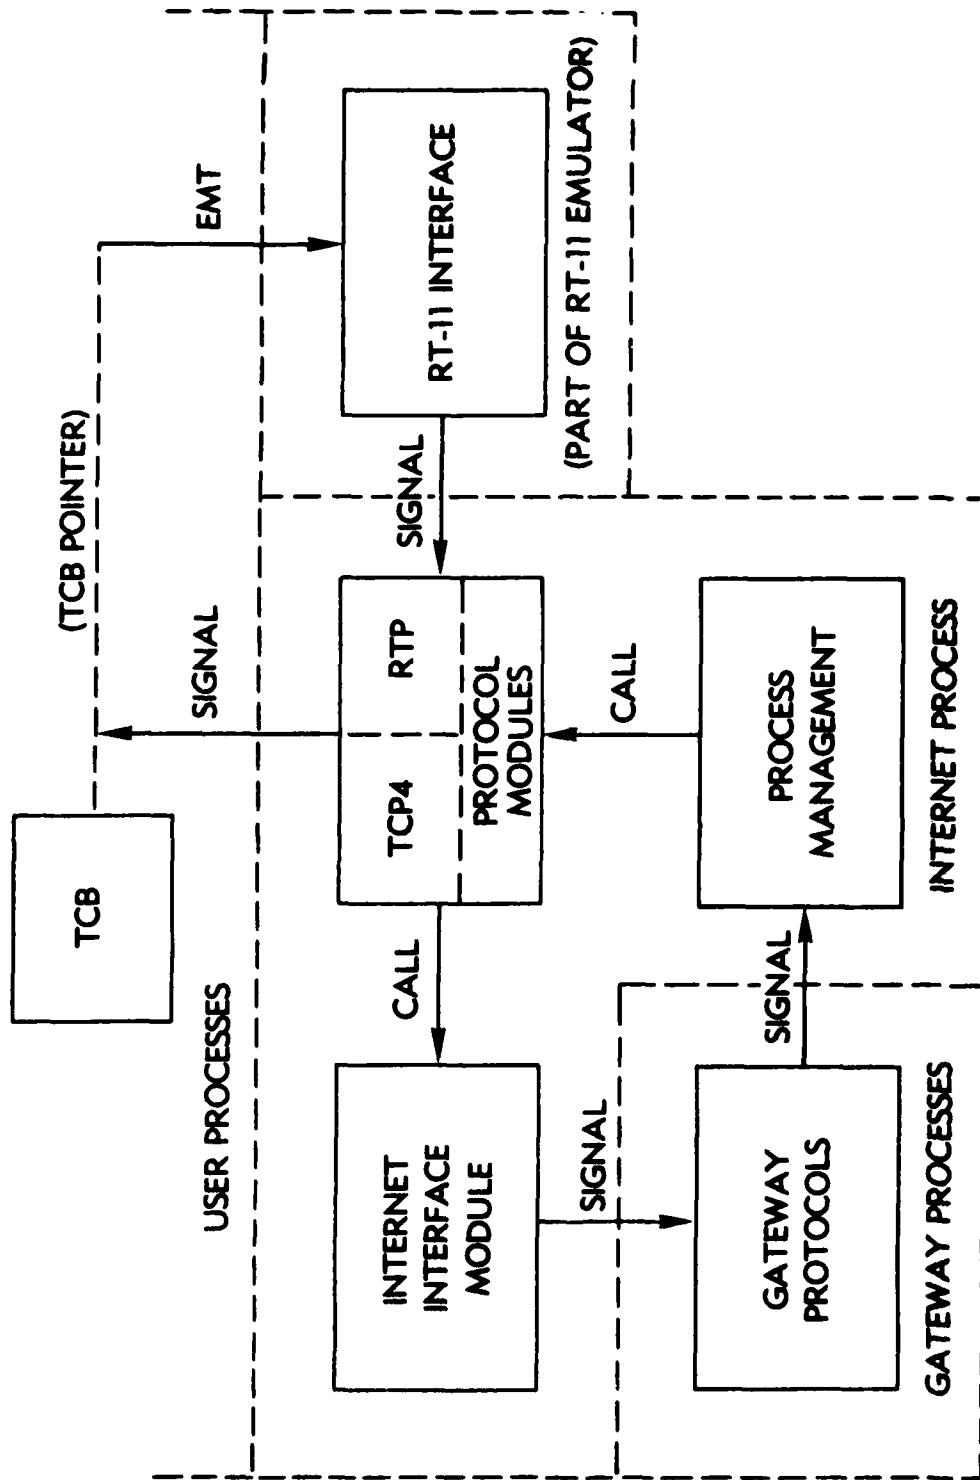 TCB
(TCB POINTER)
EMT
SIGNAL
USER PROCESSES
INTERNET
INTERFACE
MODULE
CALL
TCP4
RTP
PROTOCOL
MODULES
SIGNAL
RT-11 INTERFACE
(PART OF RT-11 EMULATOR)
SIGNAL
CALL
GATEWAY
PROTOCOLS
SIGNAL
PROCESS
MANAGEMENT
GATEWAY PROCESSES
INTERNET PROCESS